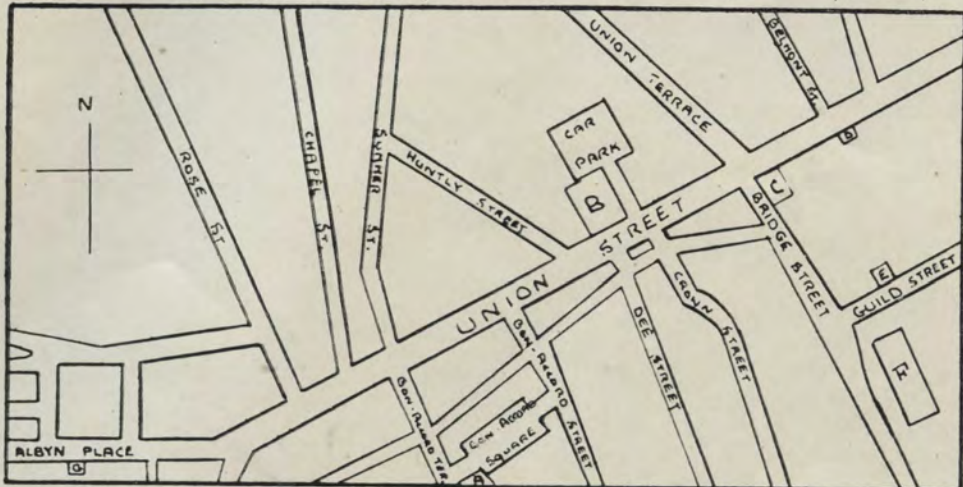 N
ROSE ST.
CHAPEL ST.
SUMMER ST.
HUNTLY STREET
CAR PARK
B
UNION TERRACE
BELMONT
D
C
UNION STREET
BRIDGE STREET
E
GUILD STREET
F
CROWN STREET
DEE STREET
BON-ACCORD STREET
BON-ACCORD TER.
BON-ACCORD SQUARE
A
ALBYN PLACE
G